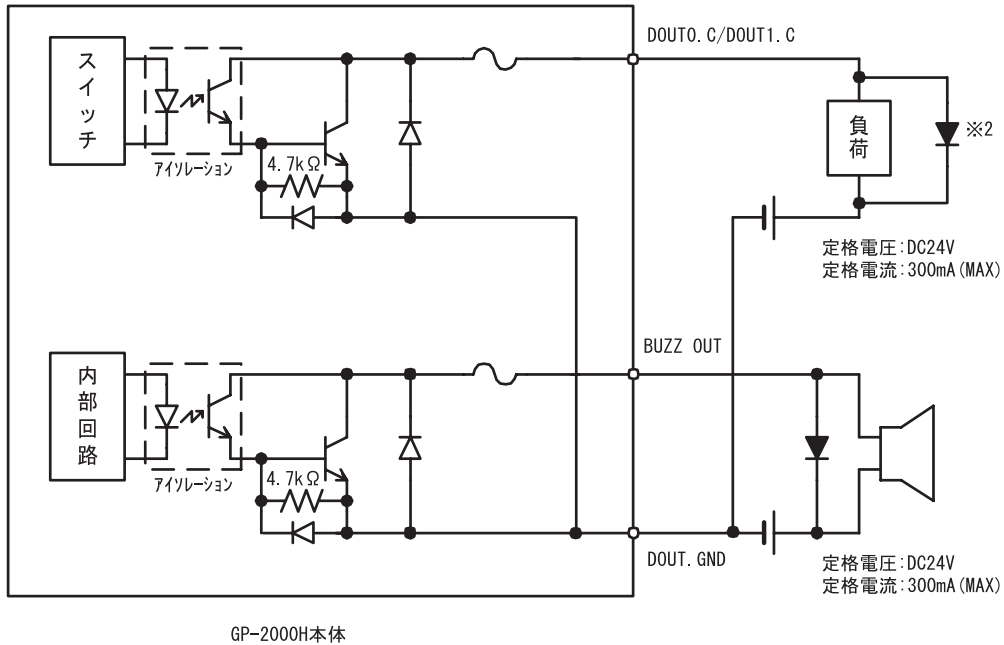 DOUT0.C/DOUT1.C
スイッチ
アイソレーション
4.7kΩ
負荷
※2
定格電圧:DC24V
定格電流:300mA(MAX)
BUZZ OUT
内部回路
アイソレーション
4.7kΩ
DOUT.GND
定格電圧:DC24V
定格電流:300mA(MAX)
GP-2000H本体